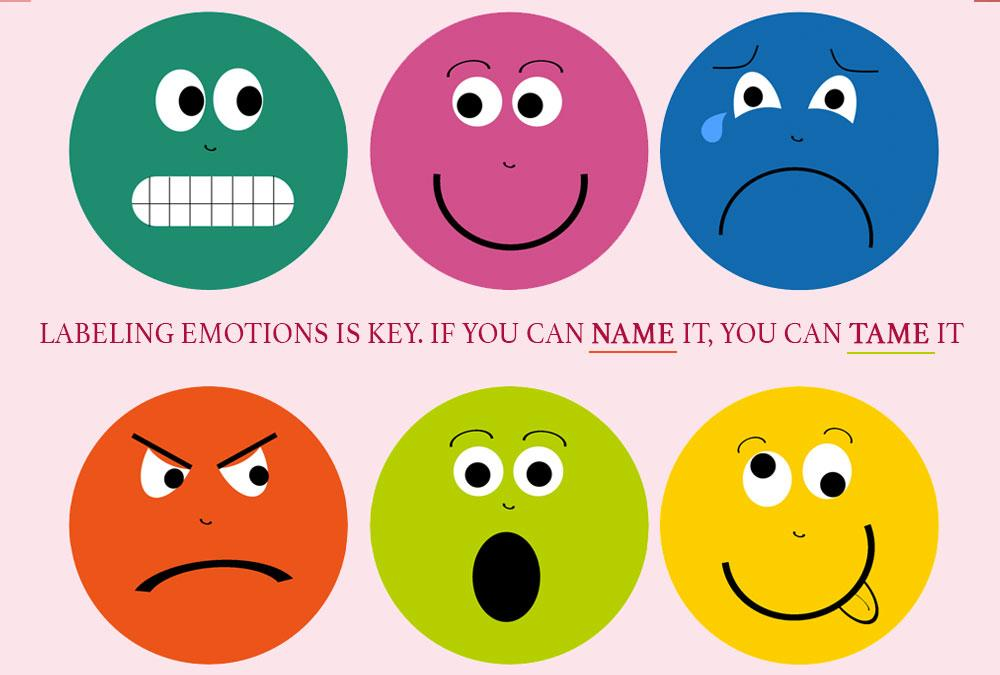 LABELING EMOTIONS IS KEY. IF YOU CAN NAME IT, YOU CAN TAME IT